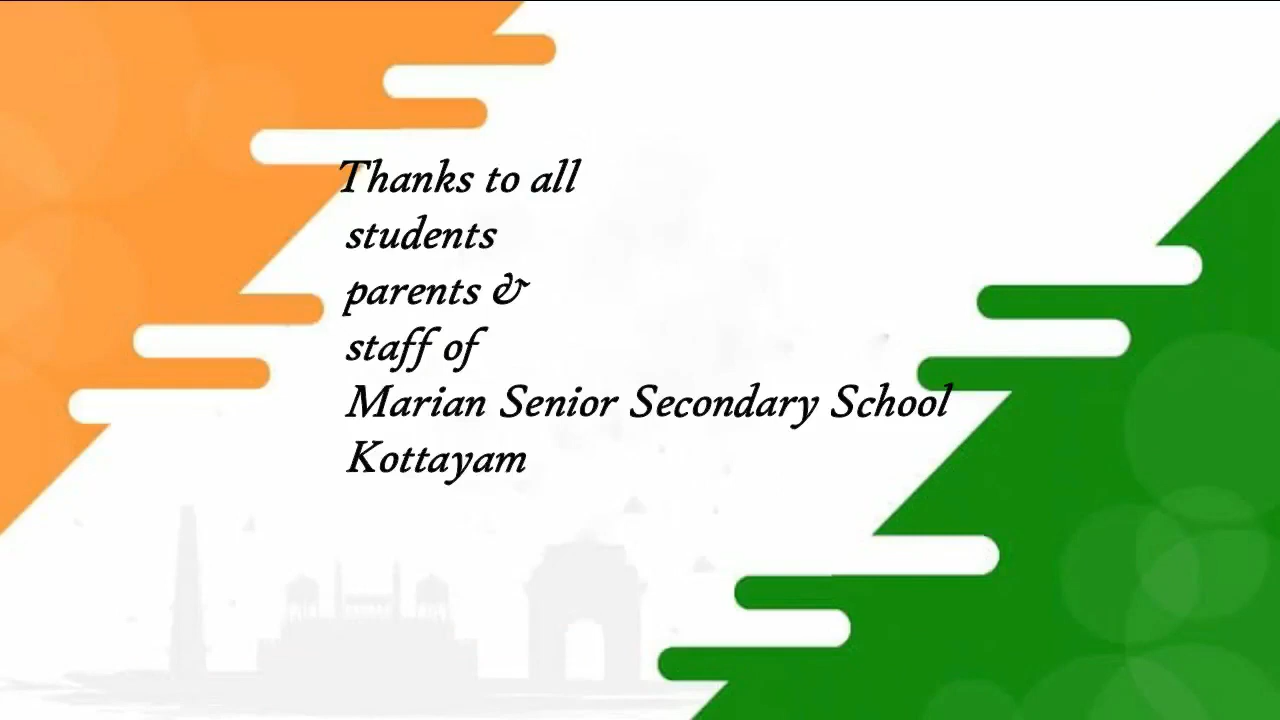 Thanks to all
students
parents &
staff of
Marian Senior Secondary School
Kottayam